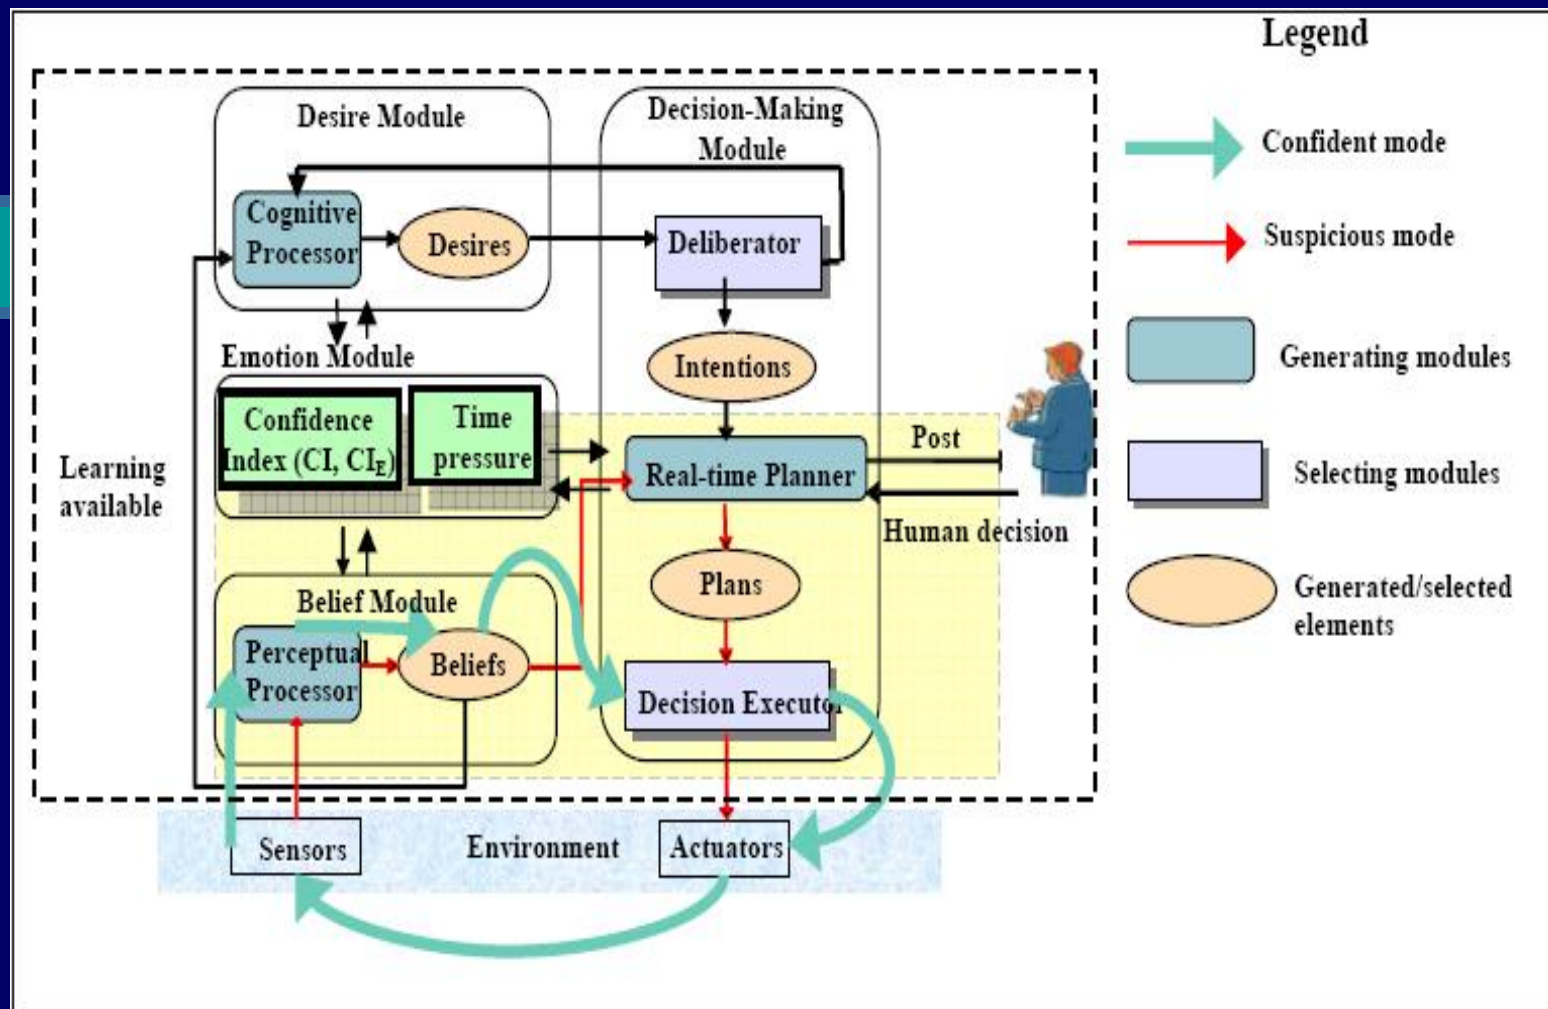 Legend
Desire Module
Decision-Making
Module
Confident mode
Cognitive
Processor
Desires
Deliberator
Suspicious mode
Emotion Module
Intentions
Generating modules
Confidence
Index (CI, CIE)
Time
pressure
Post
Learning
available
Real-time Planner
Selecting modules
Human decision
Belief Module
Plans
Generated/selected
elements
Perceptual
Processor
Beliefs
Decision Executor
Sensors
Environment
Actuators